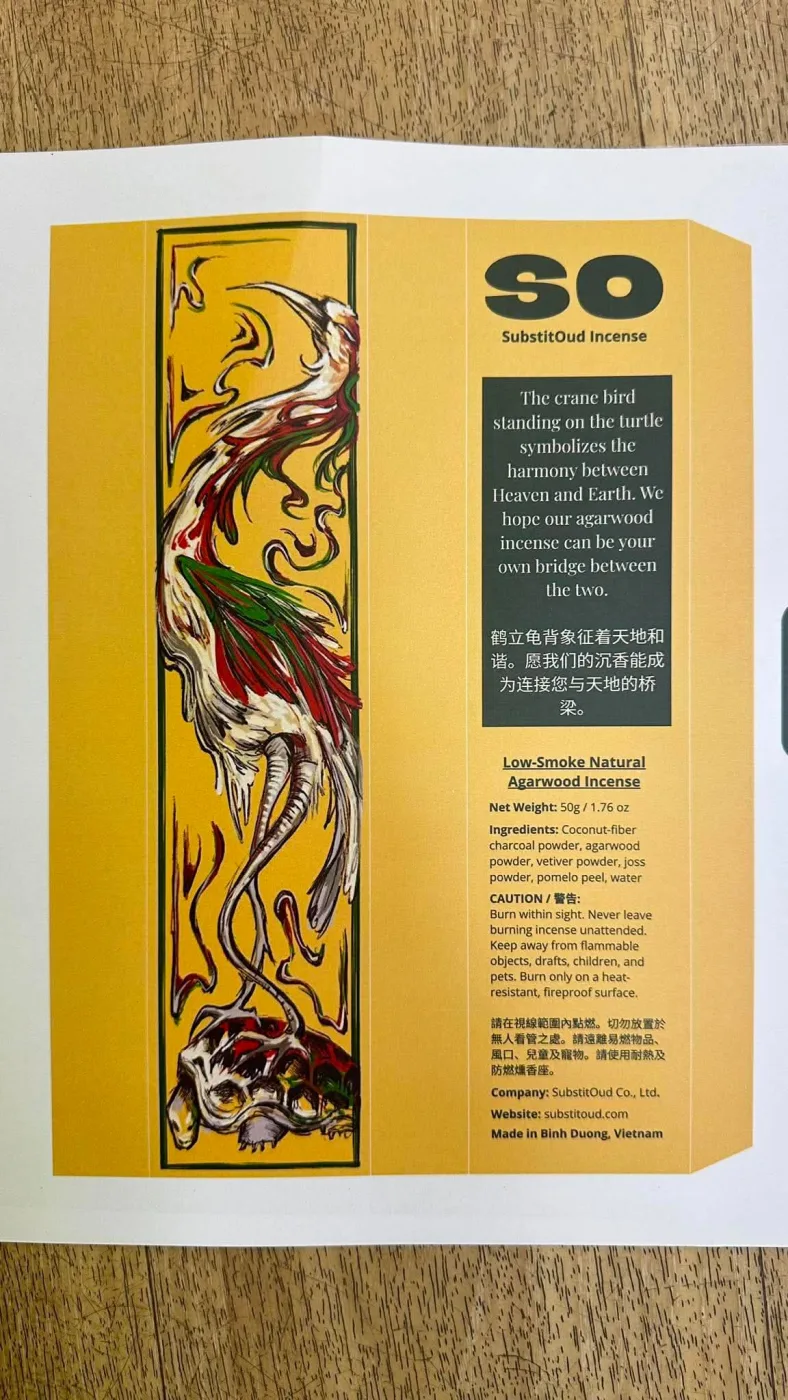 SO
SubstitOud Incense
The crane bird
standing on the turtle
symbolizes the
harmony between
Heaven and Earth. We
hope our agarwood
incense can be your
own bridge between
the two.
鹤立龟背象征着天地和
谐。愿我们的沉香能成
为连接您与天地的桥
梁。
Low-Smoke Natural
Agarwood Incense
Net Weight: 50g / 1.76 oz
Ingredients: Coconut-fiber
charcoal powder, agarwood
powder, vetiver powder, joss
powder, pomelo peel, water
CAUTION / 警告:
Burn within sight. Never leave
burning incense unattended.
Keep away from flammable
objects, drafts, children, and
pets. Burn only on a heat-
resistant, fireproof surface.
請在視線範圍內點燃。切勿放置於
無人看管之處。請遠離易燃物品、
風口、兒童及寵物。請使用耐熱及
防燃爐香座。
Company: SubstitOud Co., Ltd.
Website: substitoud.com
Made in Binh Duong, Vietnam